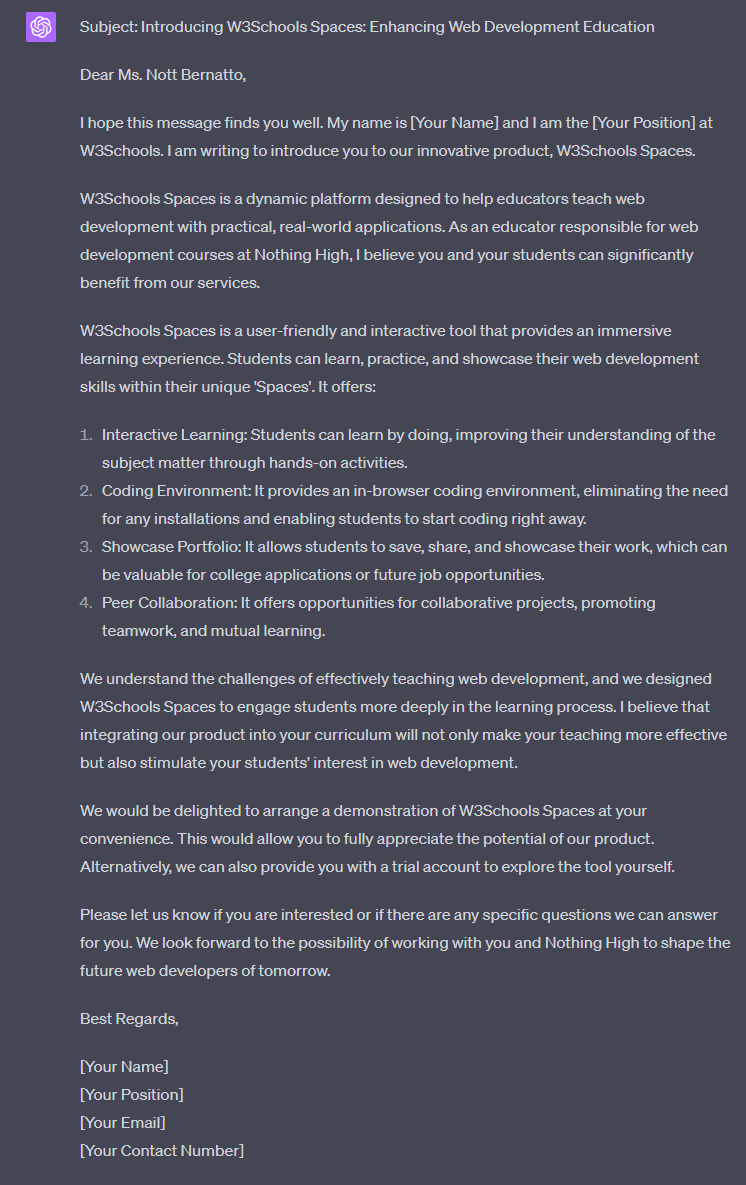 Subject: Introducing W3Schools Spaces: Enhancing Web Development Education
Dear Ms. Nott Bernatto,
I hope this message finds you well. My name is [Your Name] and I am the [Your Position] at
W3Schools. I am writing to introduce you to our innovative product, W3Schools Spaces.
W3Schools Spaces is a dynamic platform designed to help educators teach web
development with practical, real-world applications. As an educator responsible for web
development courses at Nothing High, I believe you and your students can significantly
benefit from our services.
W3Schools Spaces is a user-friendly and interactive tool that provides an immersive
learning experience. Students can learn, practice, and showcase their web development
skills within their unique 'Spaces'. It offers:
1. Interactive Learning: Students can learn by doing, improving their understanding of the
subject matter through hands-on activities.
2. Coding Environment: It provides an in-browser coding environment, eliminating the need
for any installations and enabling students to start coding right away.
3. Showcase Portfolio: It allows students to save, share, and showcase their work, which can
be valuable for college applications or future job opportunities.
4. Peer Collaboration: It offers opportunities for collaborative projects, promoting
teamwork, and mutual learning.
We understand the challenges of effectively teaching web development, and we designed
W3Schools Spaces to engage students more deeply in the learning process. I believe that
integrating our product into your curriculum will not only make your teaching more effective
but also stimulate your students' interest in web development.
We would be delighted to arrange a demonstration of W3Schools Spaces at your
convenience. This would allow you to fully appreciate the potential of our product.
Alternatively, we can also provide you with a trial account to explore the tool yourself.
Please let us know if you are interested or if there are any specific questions we can answer
for you. We look forward to the possibility of working with you and Nothing High to shape the
future web developers of tomorrow.
Best Regards,
[Your Name]
[Your Position]
[Your Email]
[Your Contact Number]